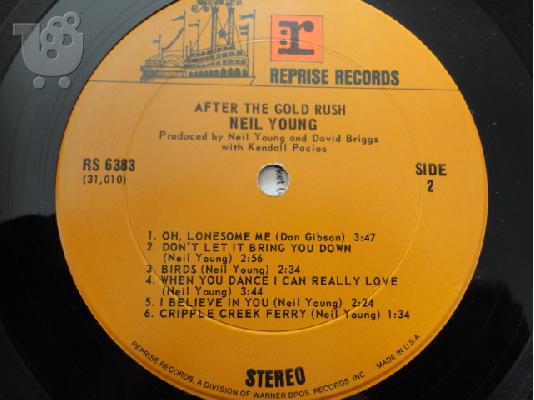 r
REPRISE RECORDS
AFTER THE GOLD RUSH
NEIL YOUNG
Produced by Neil Young and David Briggs
with Kendall Pacios
RS 6383
(31,010)
SIDE
2
1. OH, LONESOME ME (Don Gibson) 3:47
2. DON'T LET IT BRING YOU DOWN
(Neil Young) 2:56
3. BIRDS (Neil Young) 2:34
4. WHEN YOU DANCE I CAN REALLY LOVE
(Neil Young) 3:44
5. I BELIEVE IN YOU (Neil Young) 2:24
6. CRIPPLE CREEK FERRY (Neil Young) 1:34
STEREO
REPRISE RECORDS, A DIVISION OF WARNER BROS. RECORDS INC.
MADE IN U.S.A.